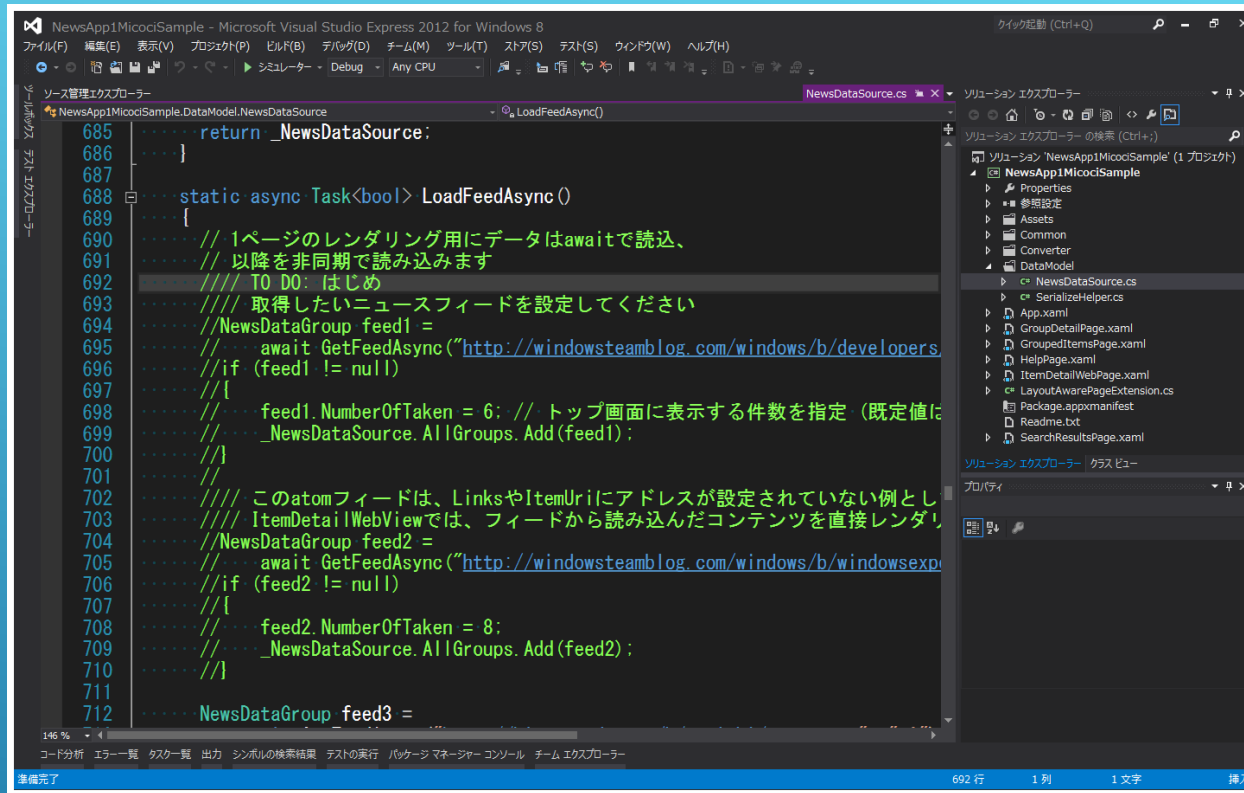 NewsApp1MicociSample - Microsoft Visual Studio Express 2012 for Windows 8
クイック起動 (Ctrl+Q)
ファイル(F) 編集(E) 表示(V) プロジェクト(P) ビルド(B) デバッグ(D) チーム(M) ツール(T) ストア(S) テスト(S) ウィンドウ(W) ヘルプ(H)
シミュレーター Debug Any CPU
ツールボックス テスト エクスプローラー
ソース管理エクスプローラー
NewsDataSource.cs
NewsApp1MicociSample.DataModel.NewsDataSource
LoadFeedAsync()
685 return _NewsDataSource;
686 }
687
688 static async Task<bool> LoadFeedAsync()
689 {
690 // 1ページのレンダリング用にデータはawaitで読込、
691 // 以降を非同期で読み込みます
692 //// TO DO: はじめ
693 //// 取得したいニュースフィードを設定してください
694 //NewsDataGroup feed1 =
695 // await GetFeedAsync("http://windowsteamblog.com/windows/b/developers/
696 //if (feed1 != null)
697 //{
698 // feed1.NumberOfTaken = 6; // トップ画面に表示する件数を指定（既定値は
699 // _NewsDataSource.AllGroups.Add(feed1);
700 //}
701 //
702 //// このatomフィードは、LinksやItemUriにアドレスが設定されていない例とし
703 //// ItemDetailWebViewでは、フィードから読み込んだコンテンツを直接レンダリ
704 //NewsDataGroup feed2 =
705 // await GetFeedAsync("http://windowsteamblog.com/windows/b/windowsexpe
706 //if (feed2 != null)
707 //{
708 // feed2.NumberOfTaken = 8;
709 // _NewsDataSource.AllGroups.Add(feed2);
710 //}
711
712 NewsDataGroup feed3 =
146 %
ソリューション エクスプローラー
ソリューション エクスプローラー の検索 (Ctrl+;)
ソリューション 'NewsApp1MicociSample' (1 プロジェクト)
NewsApp1MicociSample
Properties
参照設定
Assets
Common
Converter
DataModel
NewsDataSource.cs
SerializeHelper.cs
App.xaml
GroupDetailPage.xaml
GroupedItemsPage.xaml
HelpPage.xaml
ItemDetailWebPage.xaml
LayoutAwarePageExtension.cs
Package.appxmanifest
Readme.txt
SearchResultsPage.xaml
ソリューション エクスプローラー クラス ビュー
プロパティ
コード分析 エラー一覧 タスク一覧 出力 シンボルの検索結果 テストの実行 パッケージ マネージャー コンソール チーム エクスプローラー
準備完了 692 行 1 列 1 文字 挿入